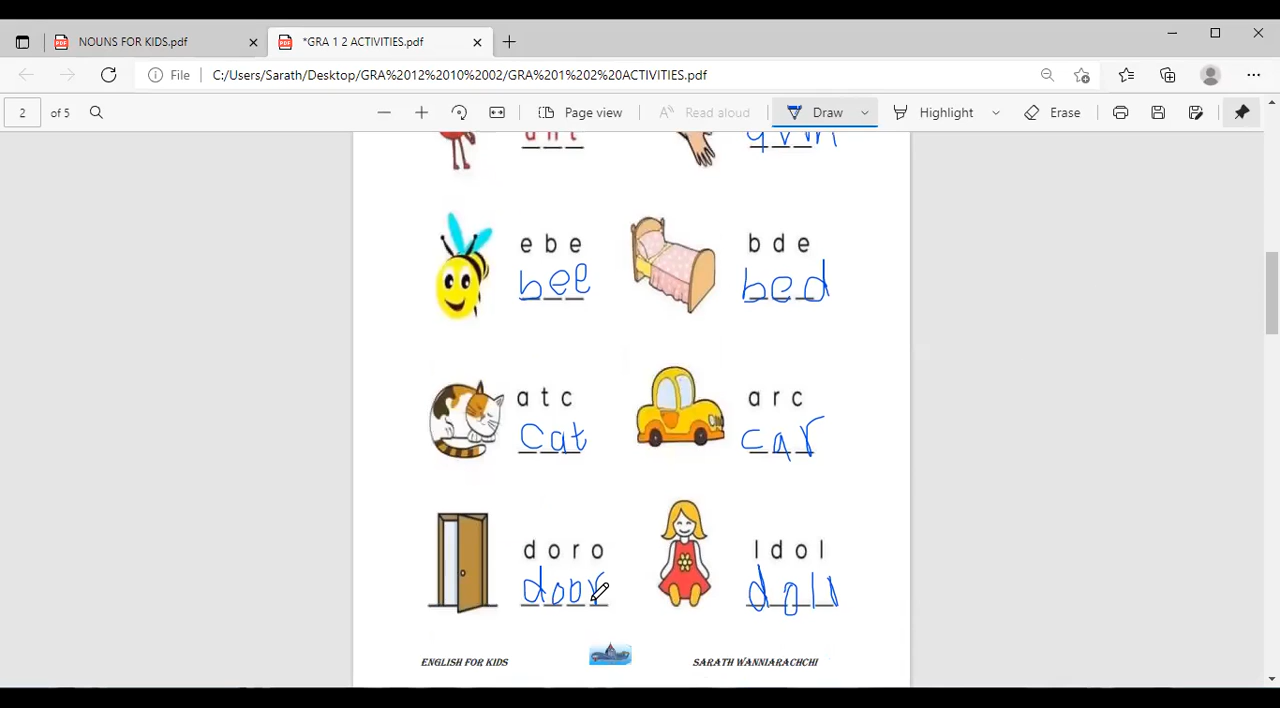 NOUNS FOR KIDS.pdf
*GRA 1 2 ACTIVITIES.pdf
File C:/Users/Sarath/Desktop/GRA%2012%2010%2002/GRA%201%202%20ACTIVITIES.pdf
2 of 5 Page view Read aloud Draw Highlight Erase
ant
e b e b d e
bee bed
a t c a r c
cat car
d o r o l d o l
door doll
ENGLISH FOR KIDS SARATH WANNIARACHCHI